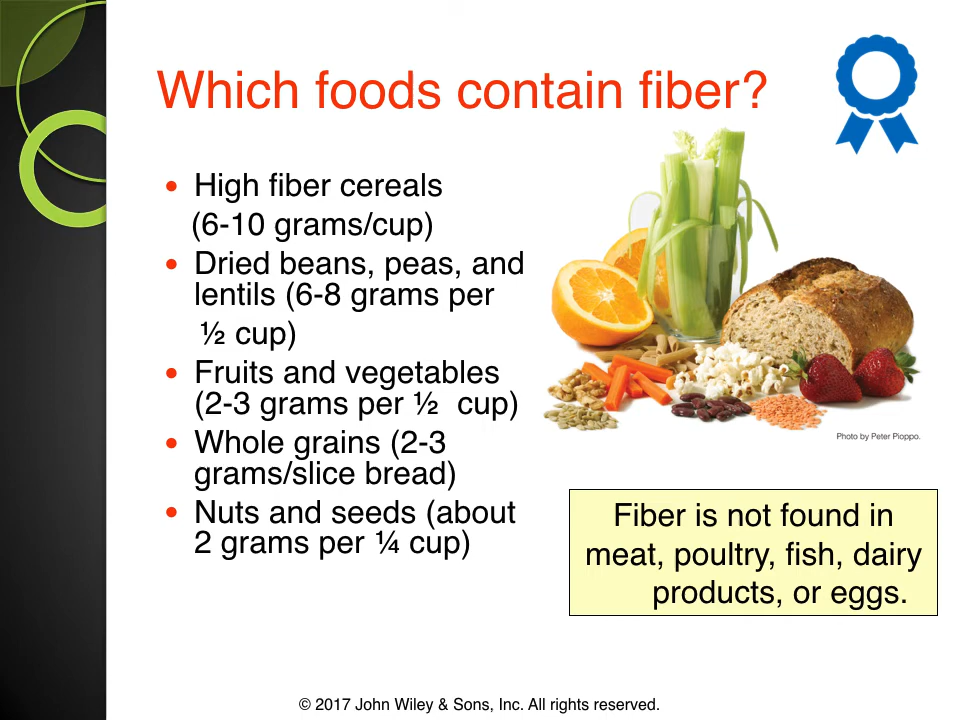 Which foods contain fiber?
• High fiber cereals
(6-10 grams/cup)
• Dried beans, peas, and
lentils (6-8 grams per
½ cup)
• Fruits and vegetables
(2-3 grams per ½  cup)
• Whole grains (2-3
grams/slice bread)
• Nuts and seeds (about
2 grams per ¼ cup)
Photo by Peter Pioppo.
Fiber is not found in
meat, poultry, fish, dairy
products, or eggs.
© 2017 John Wiley & Sons, Inc. All rights reserved.